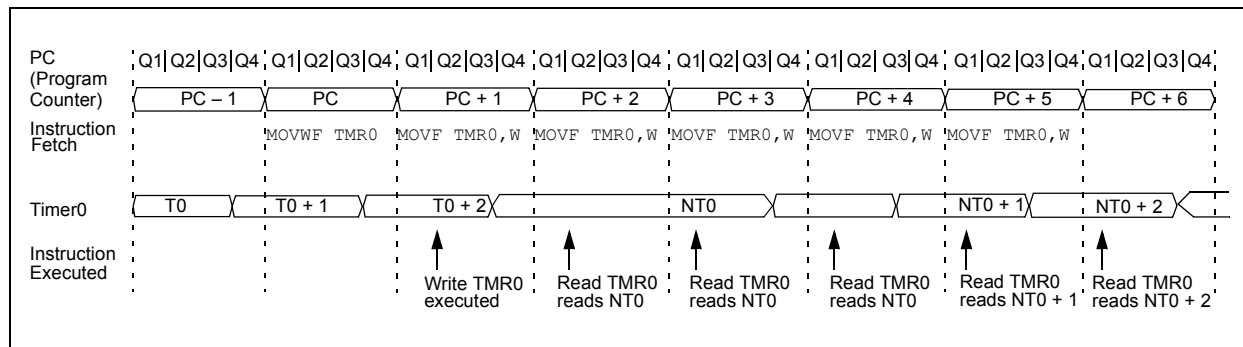 PC
(Program
Counter)
Q1|Q2|Q3|Q4 Q1|Q2|Q3|Q4 Q1|Q2|Q3|Q4 Q1|Q2|Q3|Q4 Q1|Q2|Q3|Q4 Q1|Q2|Q3|Q4 Q1|Q2|Q3|Q4 Q1|Q2|Q3|Q4
PC – 1 PC PC + 1 PC + 2 PC + 3 PC + 4 PC + 5 PC + 6
Instruction
Fetch
MOVWF TMR0 MOVF TMR0,W MOVF TMR0,W MOVF TMR0,W MOVF TMR0,W MOVF TMR0,W
Timer0
T0 T0 + 1 T0 + 2 NT0 NT0 + 1 NT0 + 2
Instruction
Executed
Write TMR0
executed
Read TMR0
reads NT0
Read TMR0
reads NT0
Read TMR0
reads NT0
Read TMR0
reads NT0 + 1
Read TMR0
reads NT0 + 2